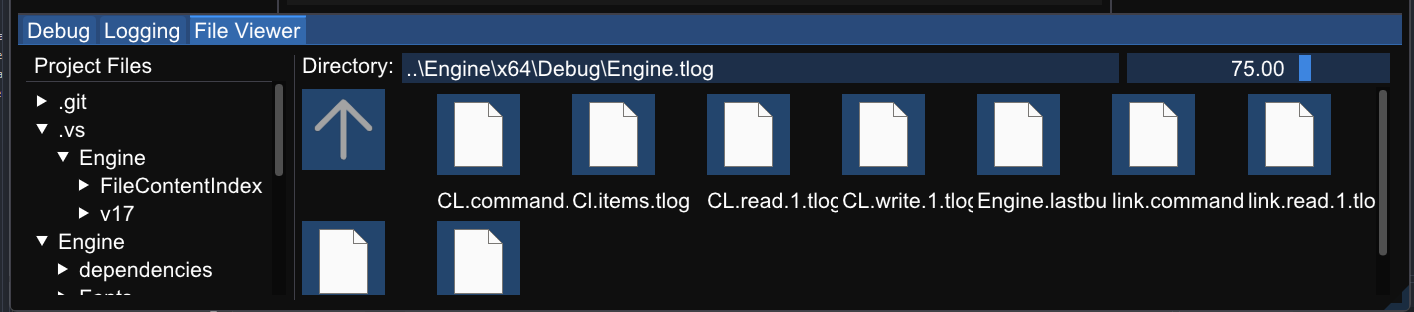 Debug Logging File Viewer
Project Files
Directory: ..\Engine\x64\Debug\Engine.tlog 75.00
.git
.vs
Engine
FileContentIndex
v17
Engine
dependencies
CL.command. Cl.items.tlog CL.read.1.tlog CL.write.1.tlog Engine.lastbu link.command link.read.1.tlo